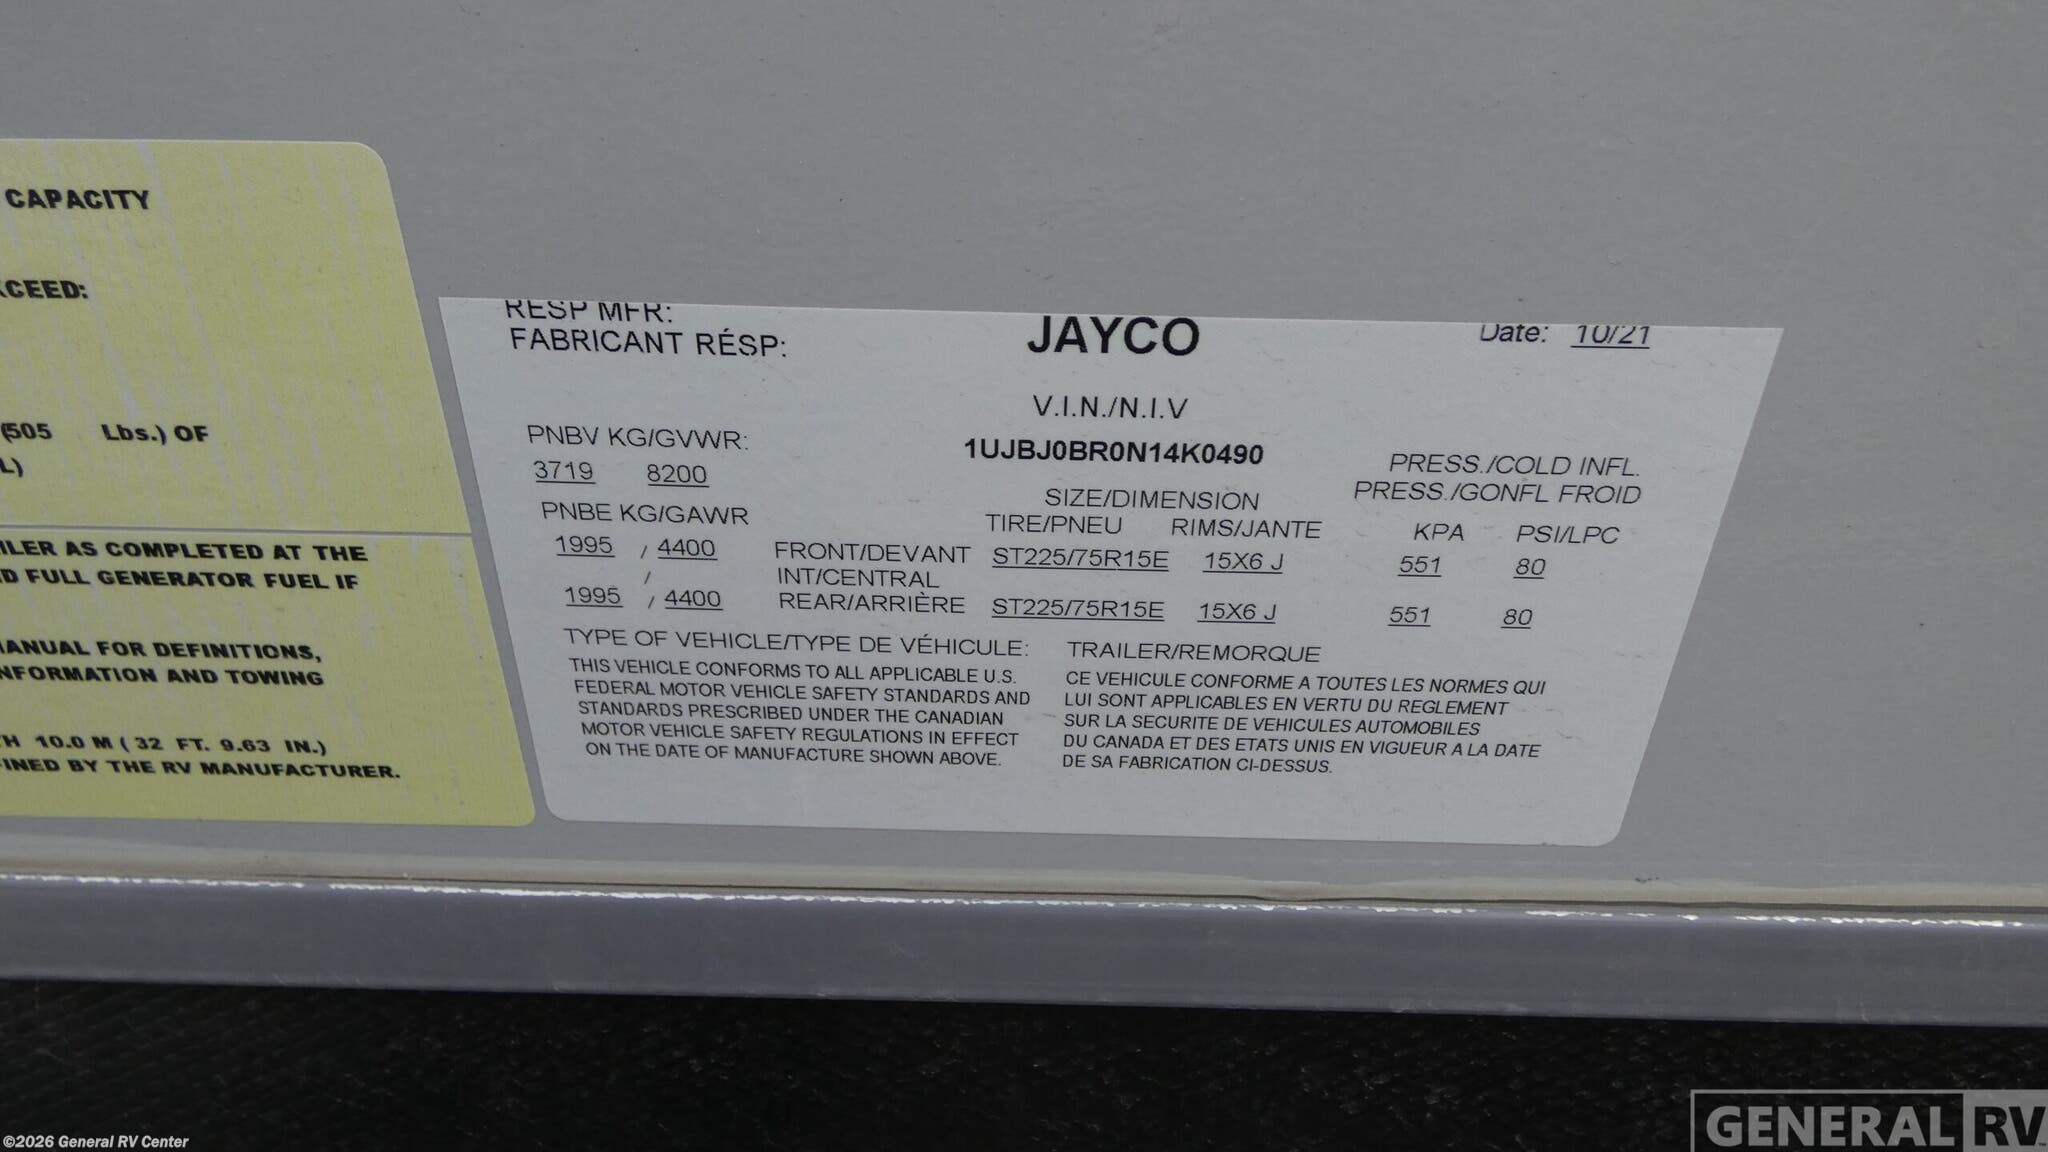 CAPACITY
CEED:
(505 Lbs.) OF
L)
ILER AS COMPLETED AT THE
D FULL GENERATOR FUEL IF
MANUAL FOR DEFINITIONS,
NFORMATION AND TOWING
TH 10.0 M ( 32 FT. 9.63 IN.)
FINED BY THE RV MANUFACTURER.
RESP MFR:
FABRICANT RÉSP:
JAYCO
Date: 10/21
V.I.N./N.I.V
1UJBJ0BR0N14K0490
PNBV KG/GVWR:
3719 8200
PRESS./COLD INFL.
PRESS./GONFL FROID
SIZE/DIMENSION
PNBE KG/GAWR TIRE/PNEU RIMS/JANTE KPA PSI/LPC
1995 / 4400 FRONT/DEVANT ST225/75R15E 15X6 J 551 80
/ INT/CENTRAL
1995 / 4400 REAR/ARRIÈRE ST225/75R15E 15X6 J 551 80
TYPE OF VEHICLE/TYPE DE VÉHICULE: TRAILER/REMORQUE
THIS VEHICLE CONFORMS TO ALL APPLICABLE U.S.
FEDERAL MOTOR VEHICLE SAFETY STANDARDS AND
STANDARDS PRESCRIBED UNDER THE CANADIAN
MOTOR VEHICLE SAFETY REGULATIONS IN EFFECT
ON THE DATE OF MANUFACTURE SHOWN ABOVE.
CE VEHICULE CONFORME A TOUTES LES NORMES QUI
LUI SONT APPLICABLES EN VERTU DU REGLEMENT
SUR LA SECURITE DE VEHICULES AUTOMOBILES
DU CANADA ET DES ETATS UNIS EN VIGUEUR A LA DATE
DE SA FABRICATION CI-DESSUS.
©2026 General RV Center
GENERAL RV